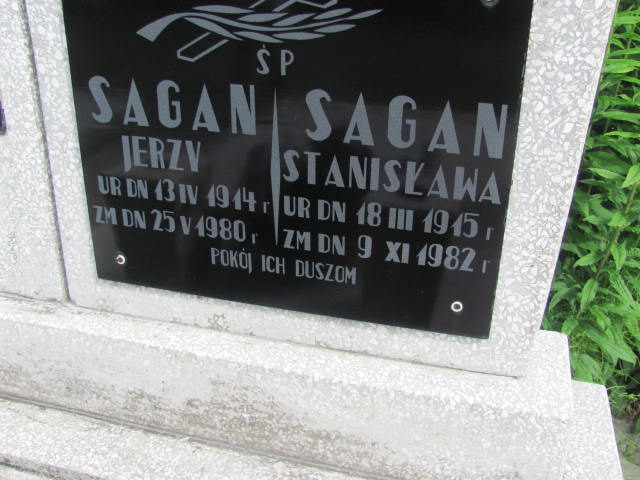 ŚP
SAGAN
JERZY
UR DN 13 IV 1914 r
ZM DN 25 V 1980 r
SAGAN
STANISŁAWA
UR DN 18 III 1915 r
ZM DN 9 XI 1982 r
POKÓJ ICH DUSZOM